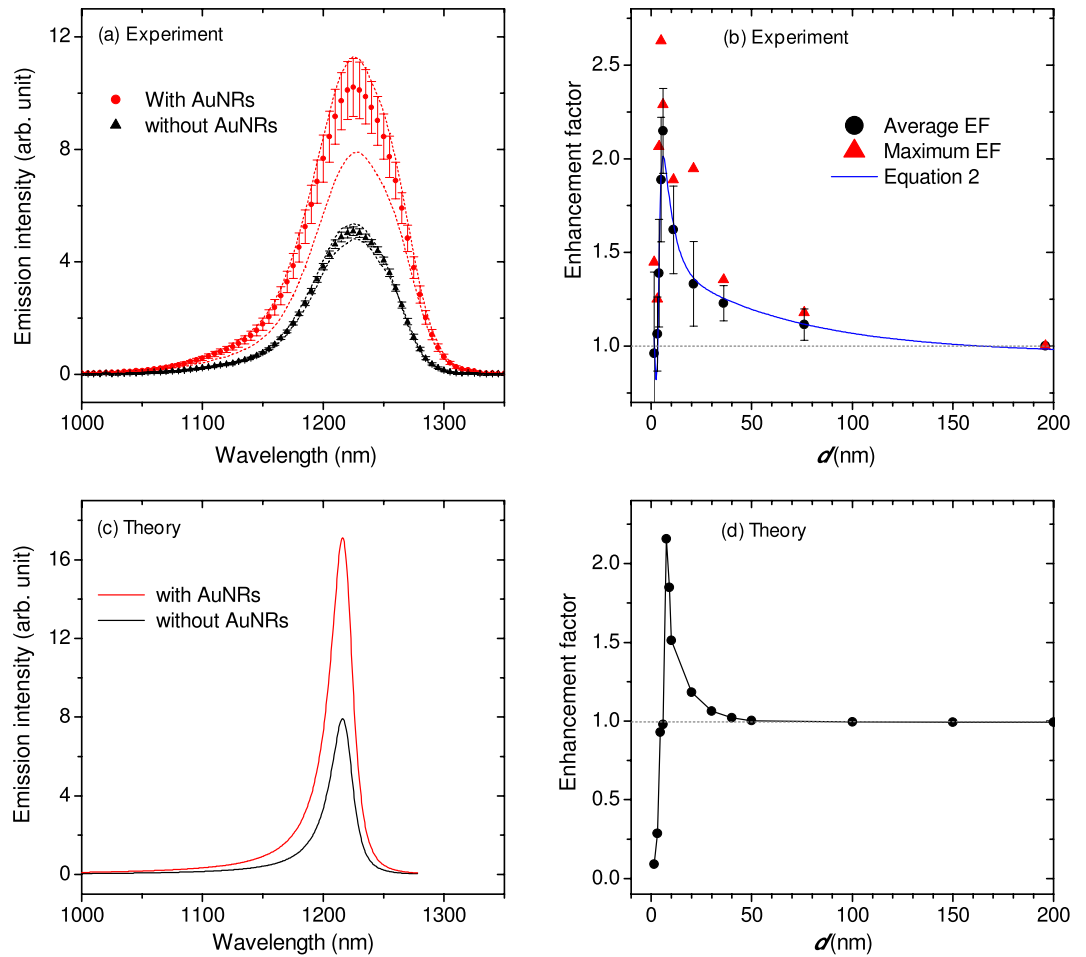 (a) Experiment
With AuNRs
without AuNRs
12
8
4
0
1000
1100
1200
1300
Emission intensity (arb. unit)
Wavelength (nm)
(b) Experiment
Average EF
Maximum EF
Equation 2
2.5
2.0
1.5
1.0
0
50
100
150
200
Enhancement factor
d(nm)
(c) Theory
with AuNRs
without AuNRs
16
12
8
4
0
1000
1100
1200
1300
Emission intensity (arb. unit)
Wavelength (nm)
(d) Theory
2.0
1.5
1.0
0.5
0.0
0
50
100
150
200
Enhancement factor
d(nm)